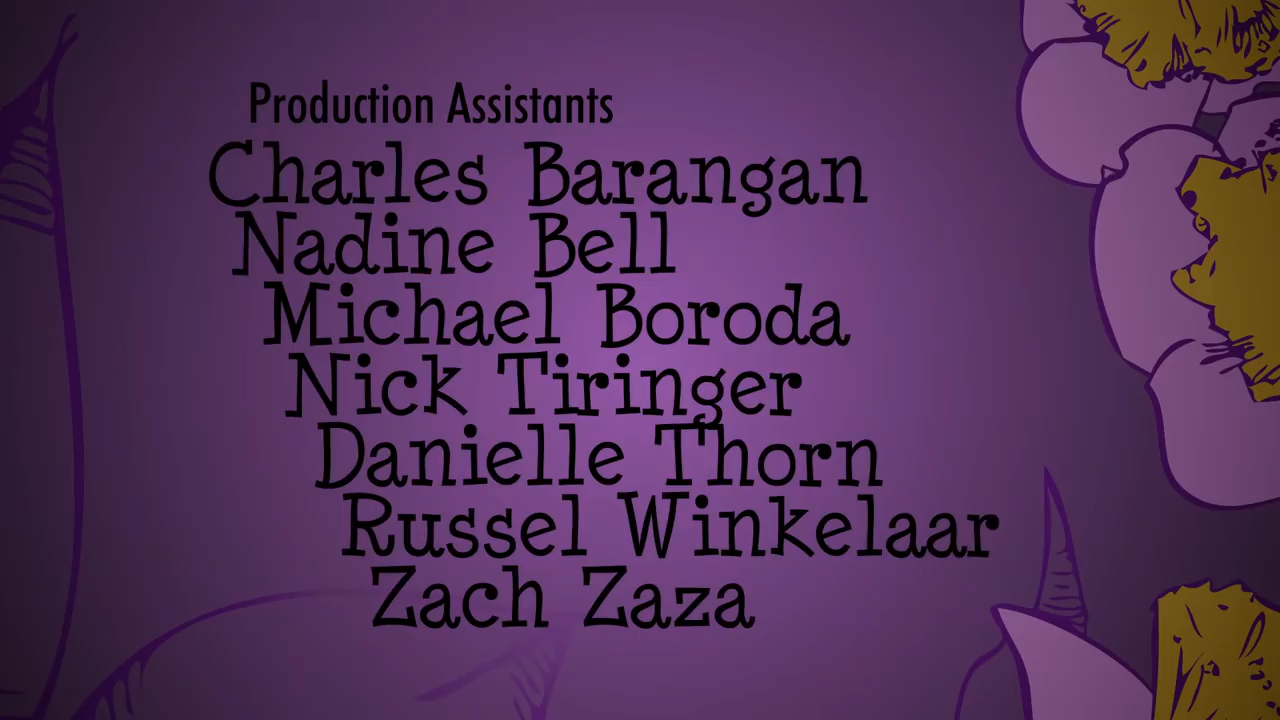 Production Assistants
Charles Barangan
Nadine Bell
Michael Boroda
Nick Tiringer
Danielle Thorn
Russel Winkelaar
Zach Zaza